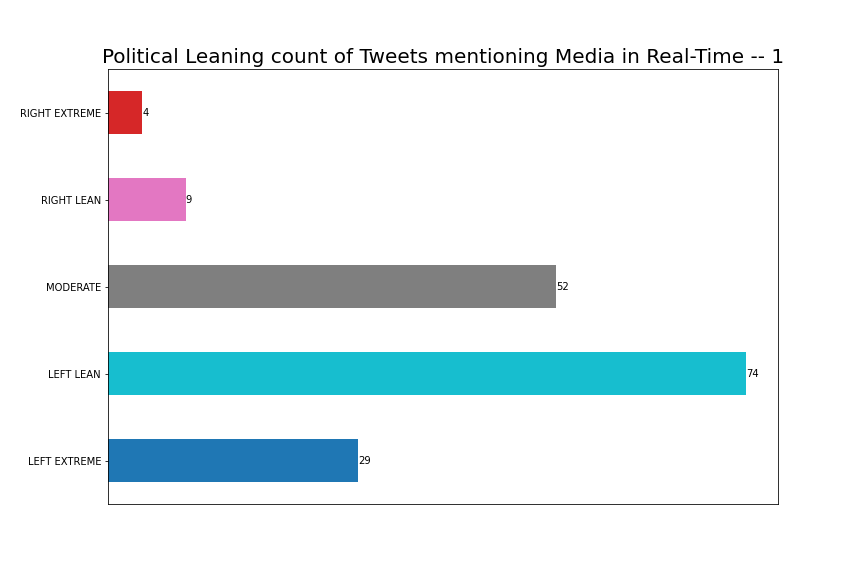 Political Leaning count of Tweets mentioning Media in Real-Time -- 1
RIGHT EXTREME 4
RIGHT LEAN 9
MODERATE 52
LEFT LEAN 74
LEFT EXTREME 29